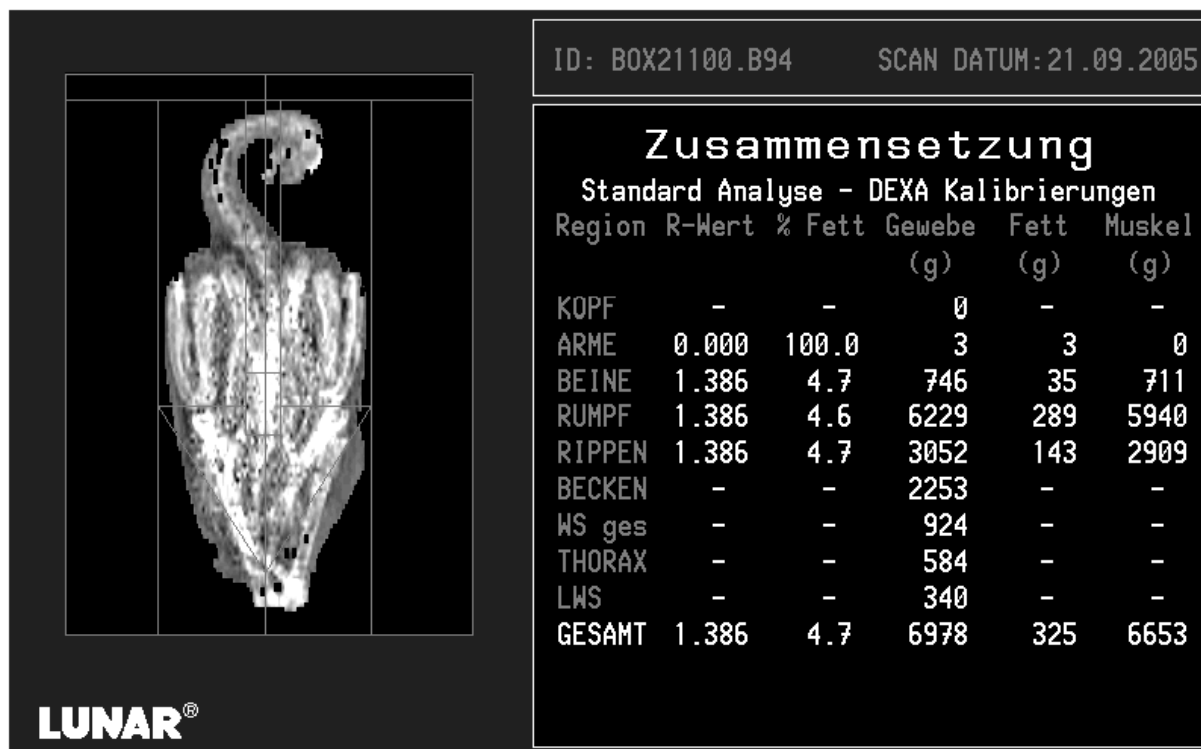 ID: BOX21100.B94 SCAN DATUM:21.09.2005
Zusammensetzung
Standard Analyse - DEXA Kalibrierungen
Region R-Wert % Fett Gewebe Fett Muskel
(g) (g) (g)
KOPF - - 0 - -
ARME 0.000 100.0 3 3 0
BEINE 1.386 4.7 746 35 711
RUMPF 1.386 4.6 6229 289 5940
RIPPEN 1.386 4.7 3052 143 2909
BECKEN - - 2253 - -
WS ges - - 924 - -
THORAX - - 584 - -
LWS - - 340 - -
GESAMT 1.386 4.7 6978 325 6653
LUNAR®